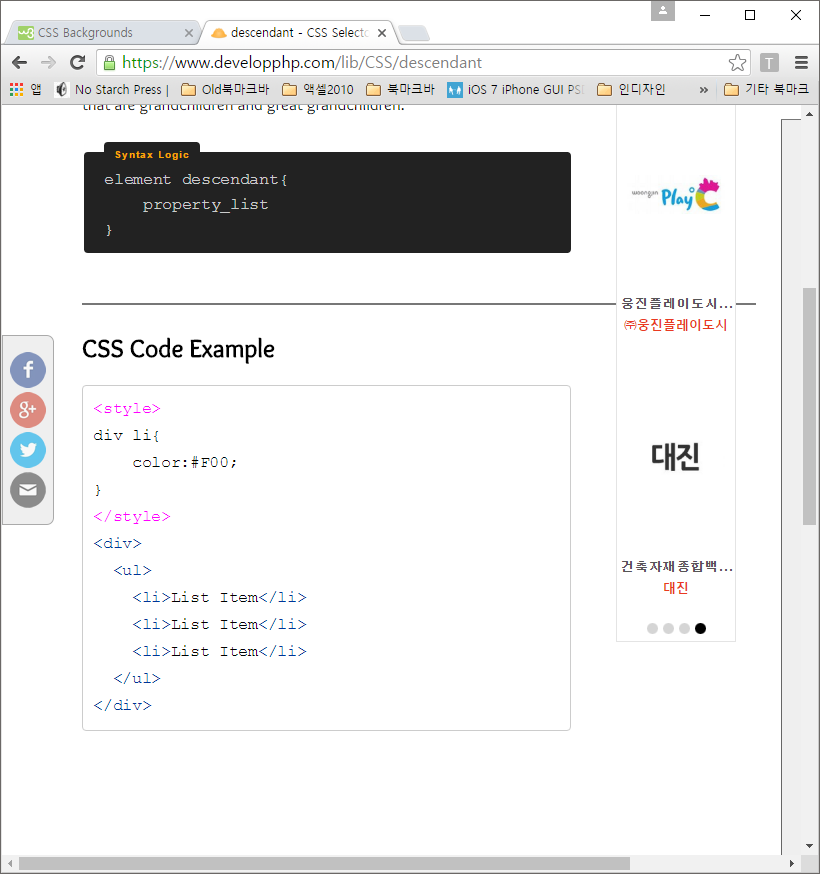 CSS Backgrounds
descendant - CSS Selecto
https://www.developphp.com/lib/CSS/descendant
T
앱
No Starch Press |
Old북마크바
액셀2010
북마크바
iOS 7 iPhone GUI PS
인디자인
»
기타 북마크
that are grandchildren and great grandchildren.
Syntax Logic
element descendant{
    property_list
}
woongjin Play℃
웅진플레이도시...
㈜웅진플레이도시
CSS Code Example
f
g+
<style>
div li{
    color:#F00;
}
</style>
<div>
  <ul>
    <li>List Item</li>
    <li>List Item</li>
    <li>List Item</li>
  </ul>
</div>
대진
건축자재종합백...
대진